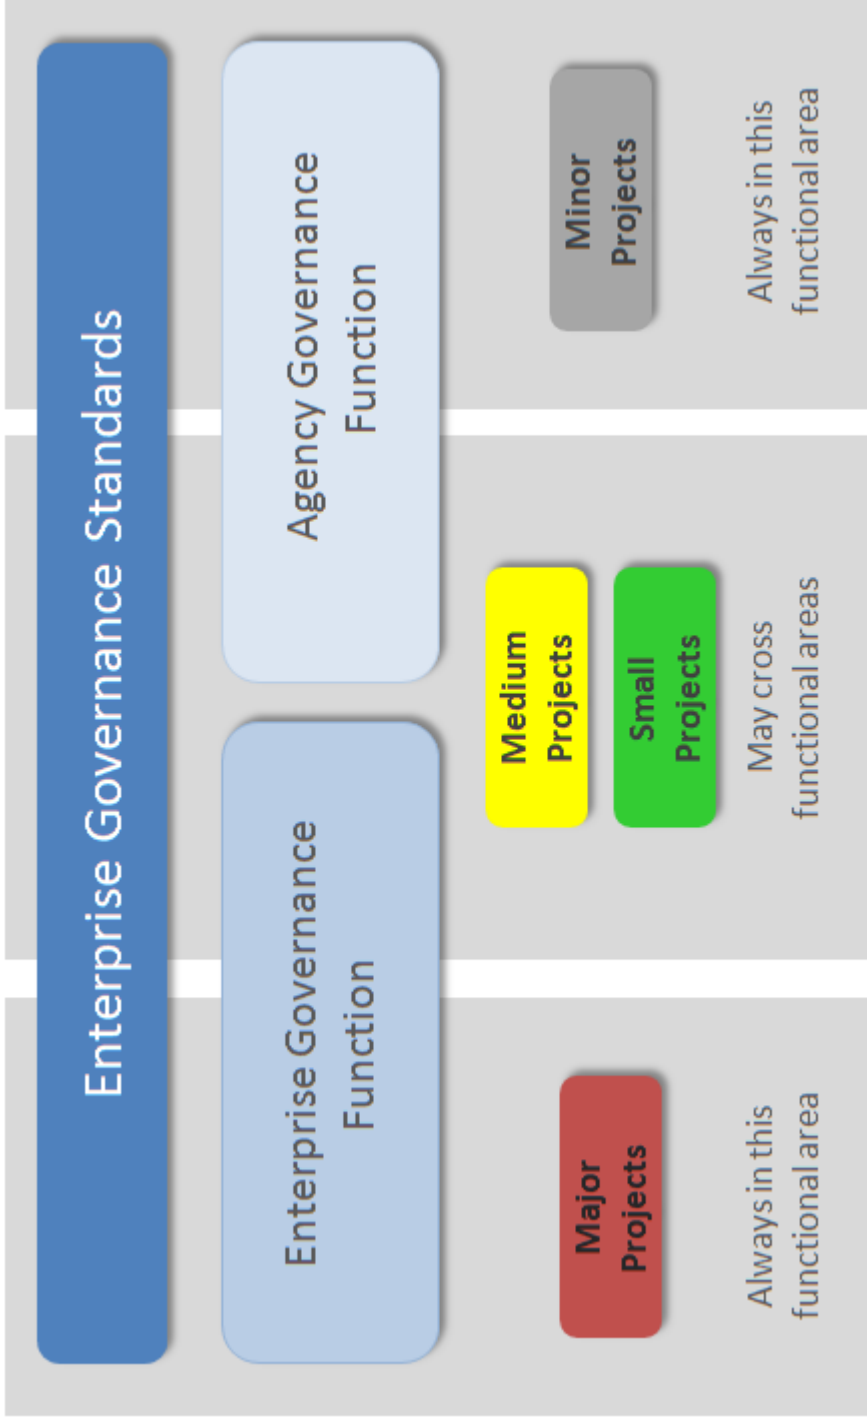 Enterprise Governance Standards
Enterprise Governance
Function
Agency Governance
Function
Major
Projects
Medium
Projects
Small
Projects
Minor
Projects
Always in this
functional area
May cross
functional areas
Always in this
functional area